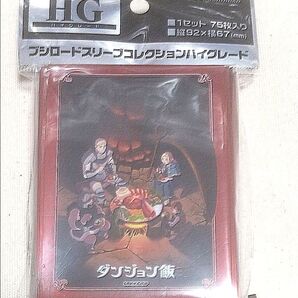 HG
ハイグレード
■1セット 75枚入り
■縦92×横67(mm)
ブシロードスリーブコレクションハイグレード
ダンジョン飯